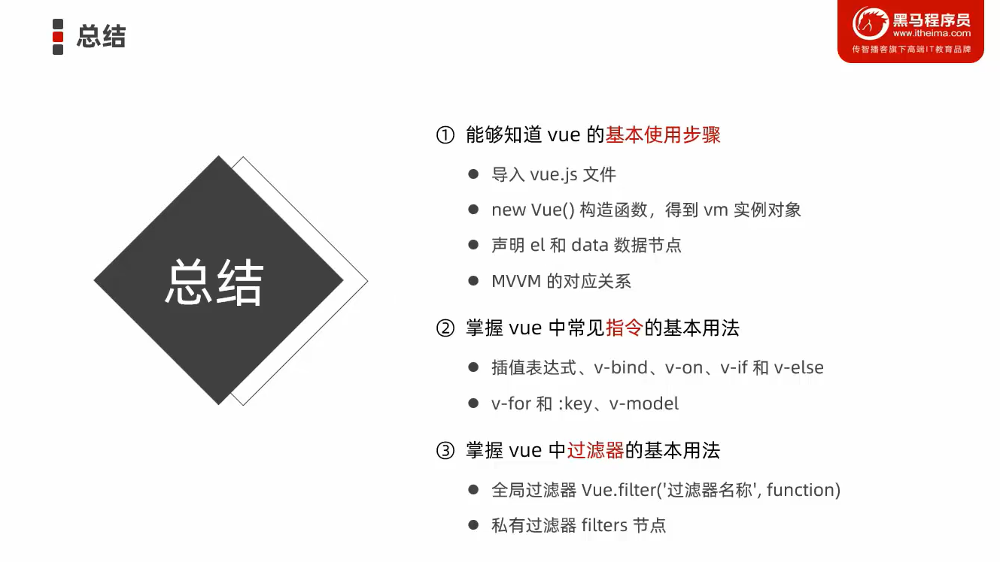 总结
黑马程序员
www.itheima.com
传智播客旗下高端IT教育品牌
总结
① 能够知道 vue 的基本使用步骤
● 导入 vue.js 文件
● new Vue() 构造函数，得到 vm 实例对象
● 声明 el 和 data 数据节点
● MVVM 的对应关系
② 掌握 vue 中常见指令的基本用法
● 插值表达式、v-bind、v-on、v-if 和 v-else
● v-for 和 :key、v-model
③ 掌握 vue 中过滤器的基本用法
● 全局过滤器 Vue.filter('过滤器名称', function)
● 私有过滤器 filters 节点